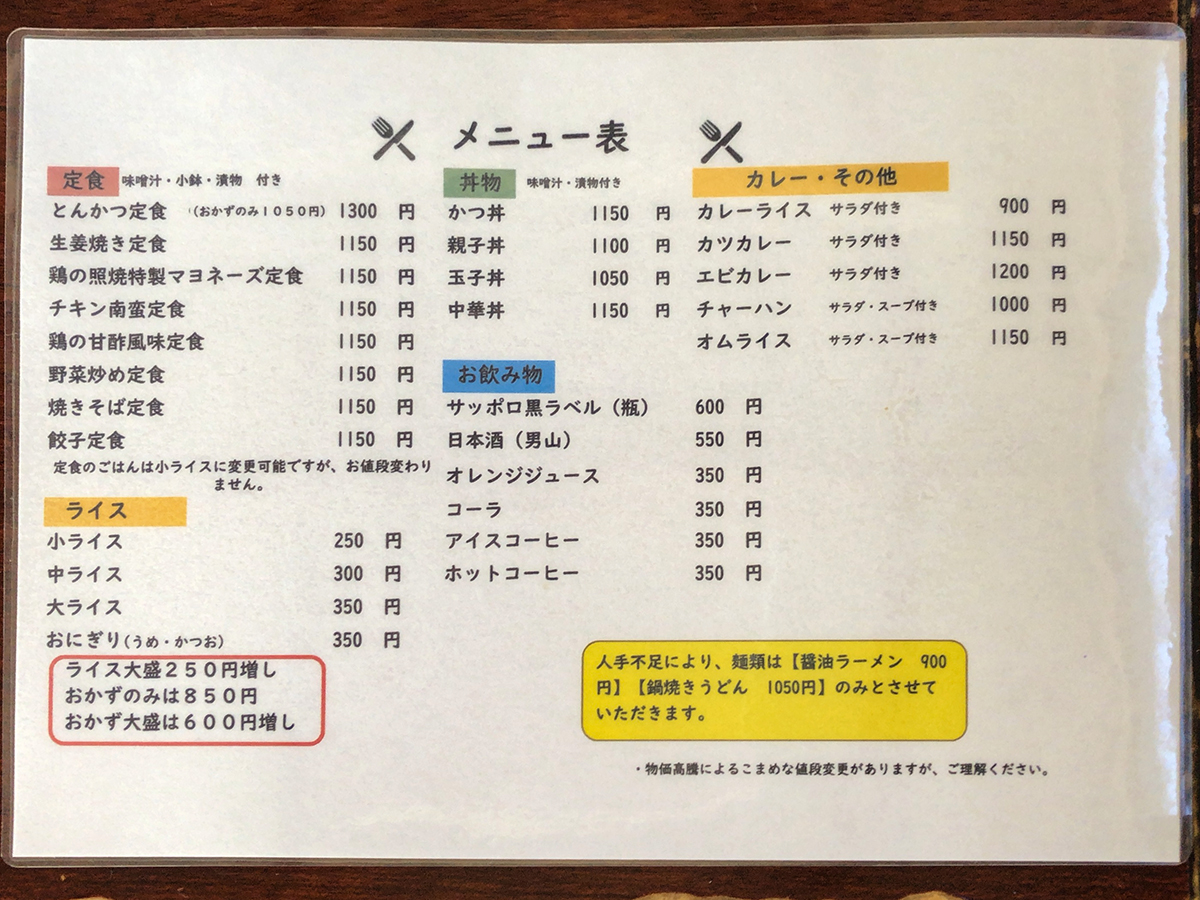 メニュー表
定食 味噌汁・小鉢・漬物 付き
とんかつ定食 (おかずのみ1050円) 1300 円
生姜焼き定食 1150 円
鶏の照焼特製マヨネーズ定食 1150 円
チキン南蛮定食 1150 円
鶏の甘酢風味定食 1150 円
野菜炒め定食 1150 円
焼きそば定食 1150 円
餃子定食 1150 円
定食のごはんは小ライスに変更可能ですが、お値段変わり
ません。
ライス
小ライス 250 円
中ライス 300 円
大ライス 350 円
おにぎり(うめ・かつお) 350 円
ライス大盛250円増し
おかずのみは850円
おかず大盛は600円増し
丼物 味噌汁・漬物付き
かつ丼 1150 円
親子丼 1100 円
玉子丼 1050 円
中華丼 1150 円
お飲み物
サッポロ黒ラベル(瓶) 600 円
日本酒(男山) 550 円
オレンジジュース 350 円
コーラ 350 円
アイスコーヒー 350 円
ホットコーヒー 350 円
カレー・その他
カレーライス サラダ付き 900 円
カツカレー サラダ付き 1150 円
エビカレー サラダ付き 1200 円
チャーハン サラダ・スープ付き 1000 円
オムライス サラダ・スープ付き 1150 円
人手不足により、麺類は【醤油ラーメン 900
円】【鍋焼きうどん 1050円】のみとさせて
いただきます。
・物価高騰によるこまめな値段変更がありますが、ご理解ください。